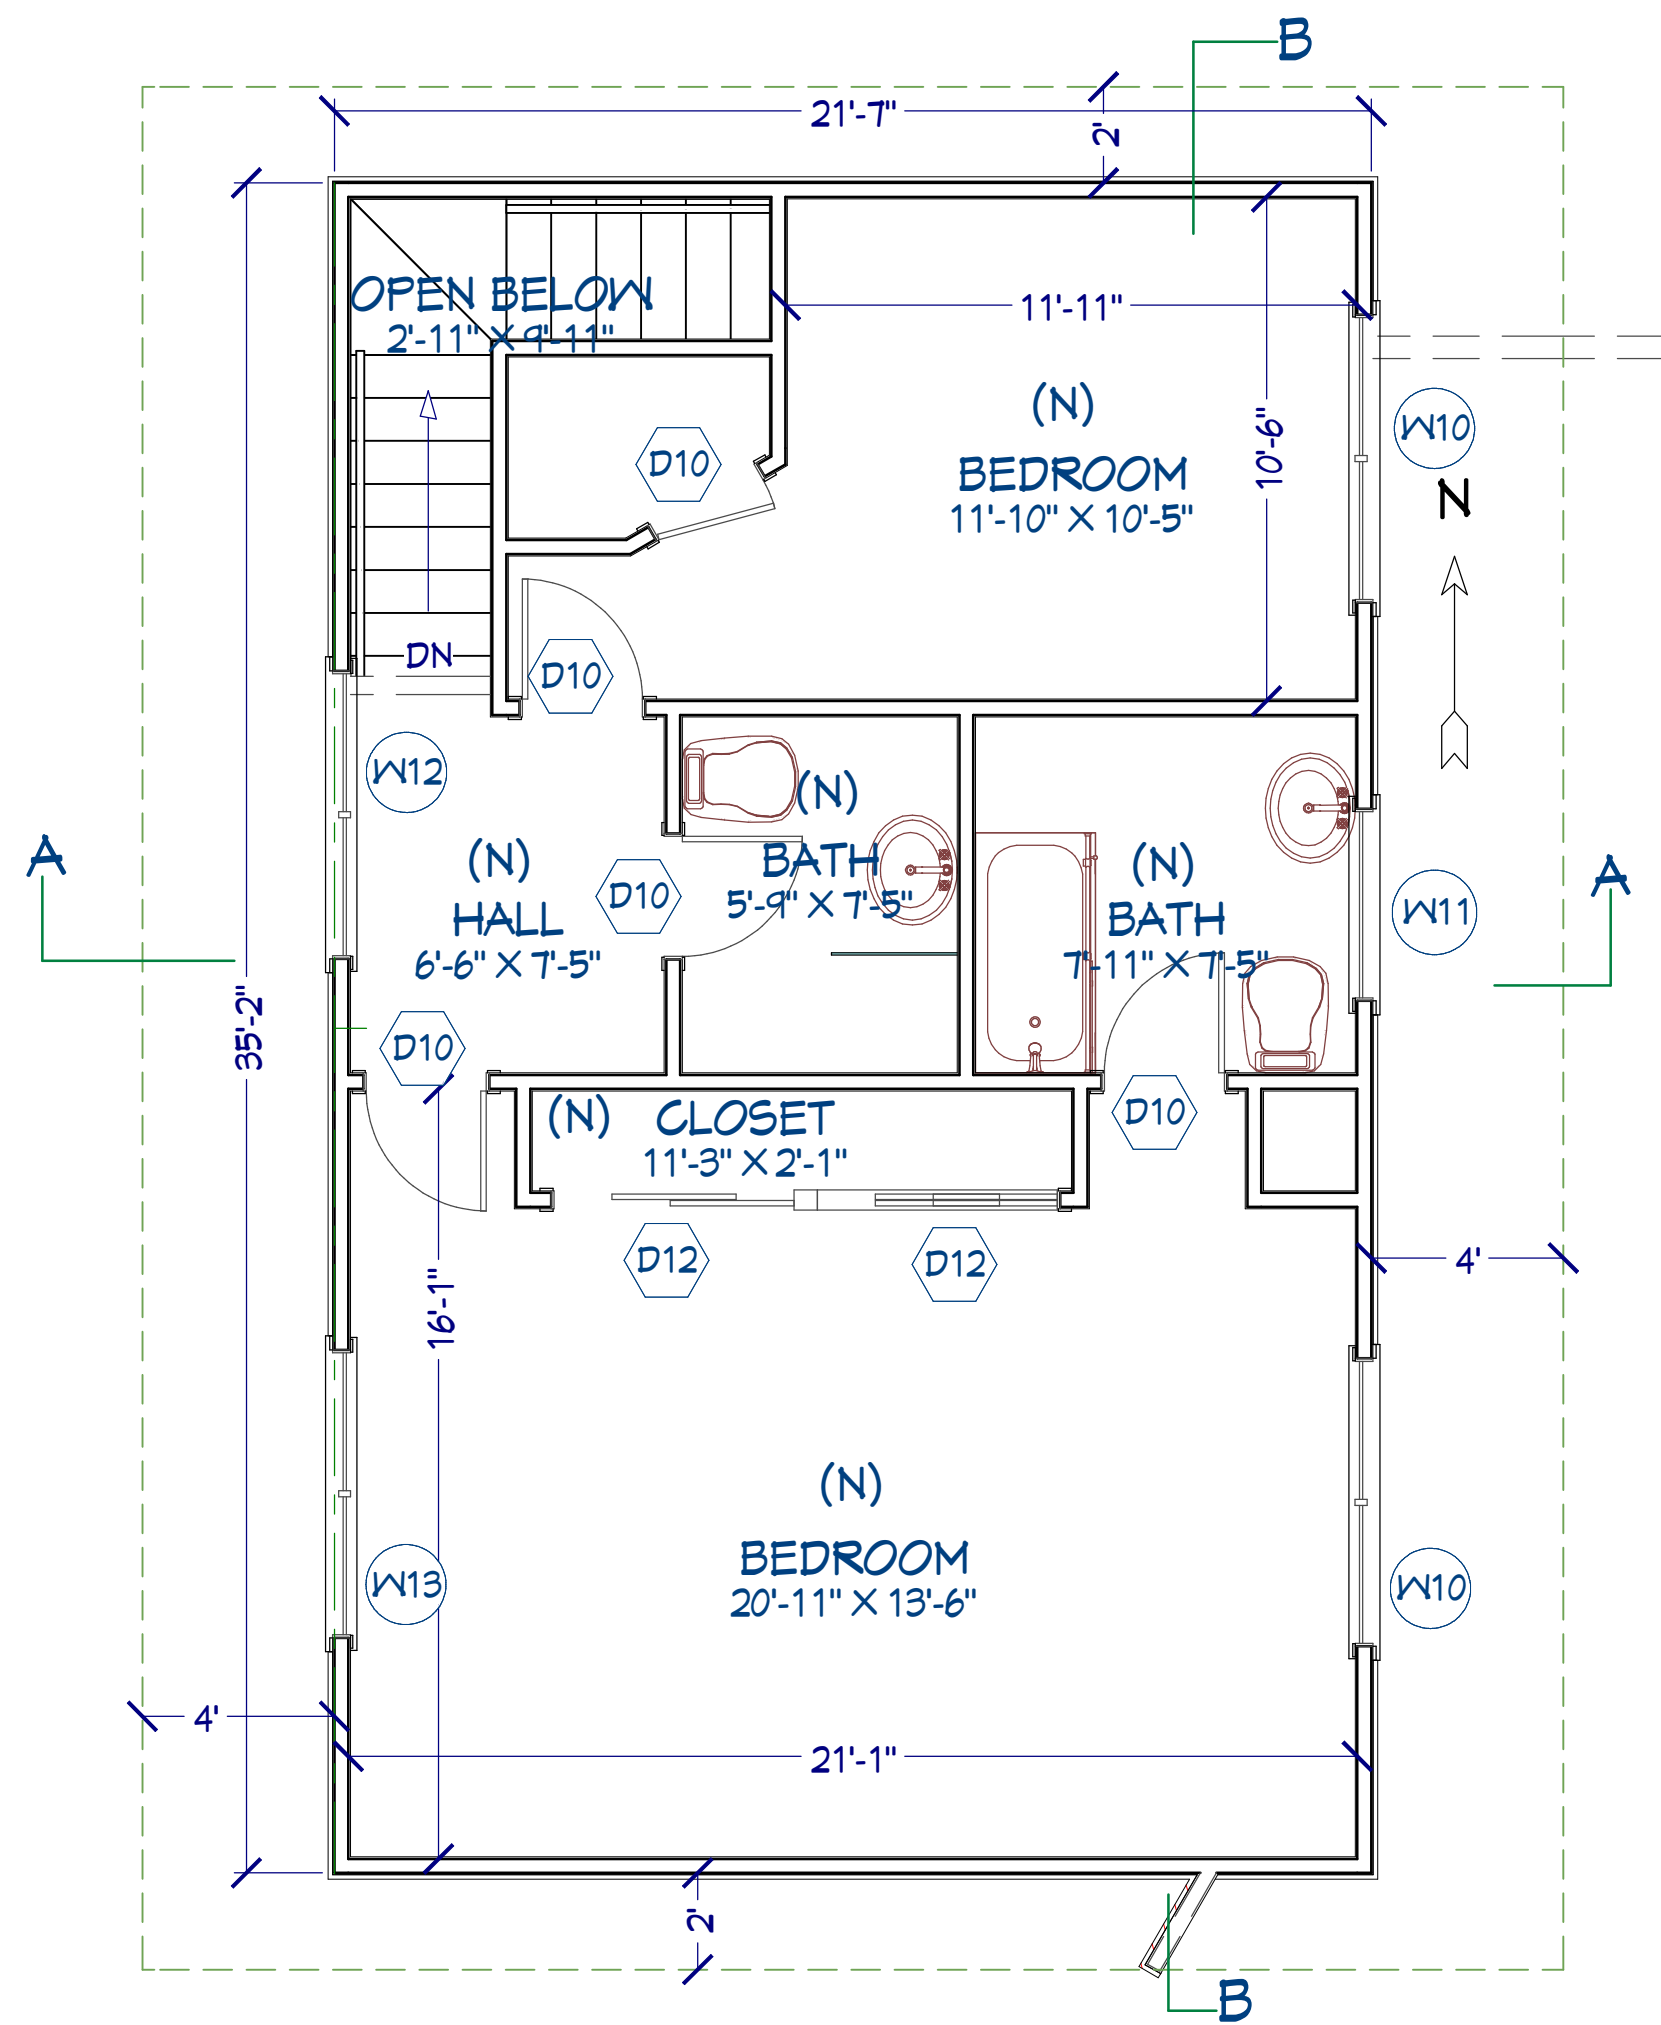 B
21'-7"
2'
OPEN BELOW
2'-11" X 9'-11"
11'-11"
(N)
BEDROOM
11'-10" X 10'-5"
10'-6"
W10
N
D10
D10
DN
W12
(N)
BATH
5'-9" X 7'-5"
A
(N)
HALL
6'-6" X 7'-5"
D10
(N)
BATH
7'-11" X 7'-5"
W11
A
35'-2"
D10
(N) CLOSET
11'-3" X 2'-1"
D10
D12
D12
4'
16'-1"
(N)
BEDROOM
20'-11" X 13'-6"
W13
W10
4'
21'-1"
2'
B